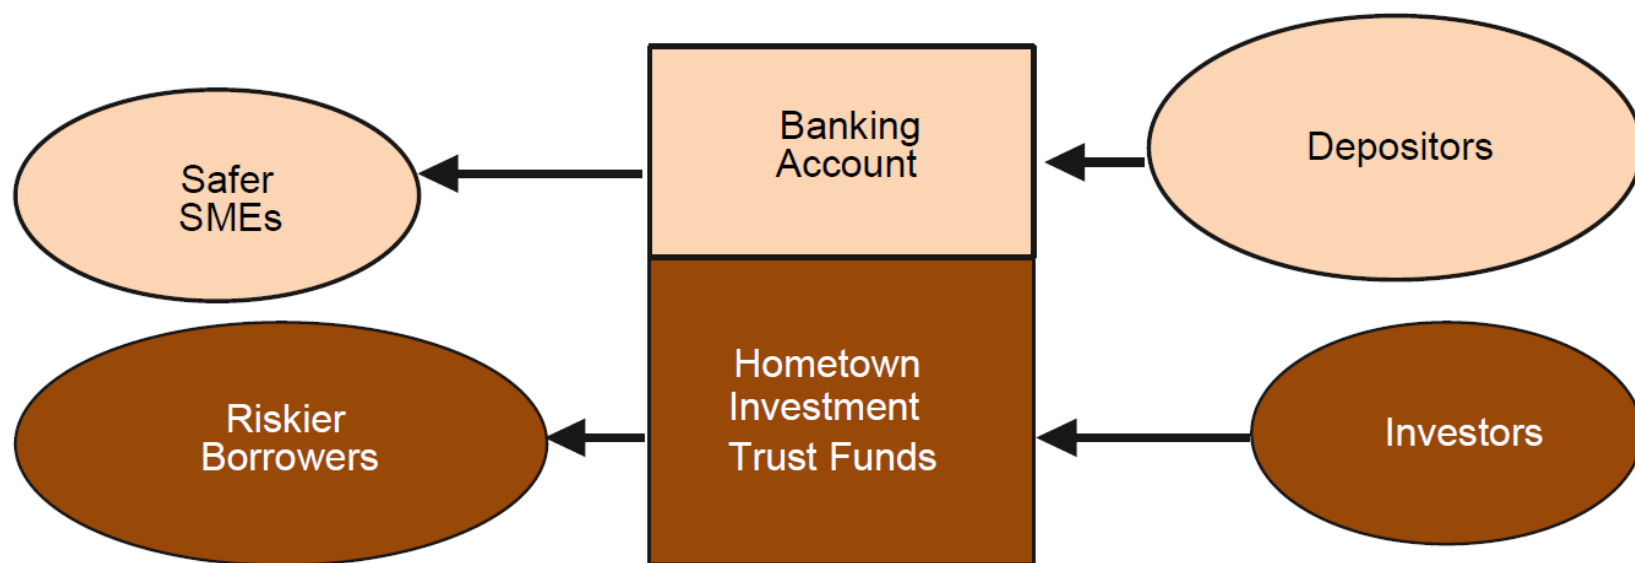 Banking
Account
Depositors
Safer
SMEs
Hometown
Investment
Trust Funds
Riskier
Borrowers
Investors